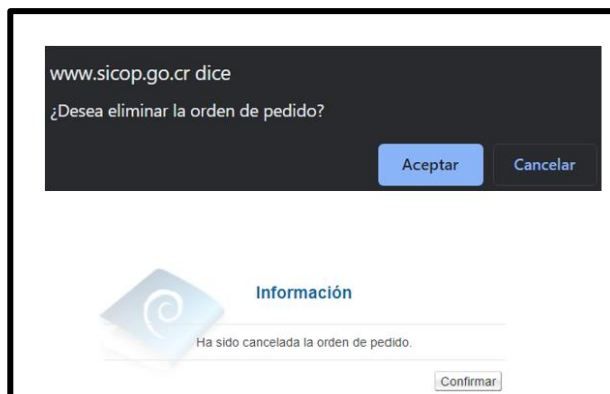 www.sicop.go.cr dice
¿Desea eliminar la orden de pedido?
Aceptar Cancelar
Información
Ha sido cancelada la orden de pedido.
Confirmar